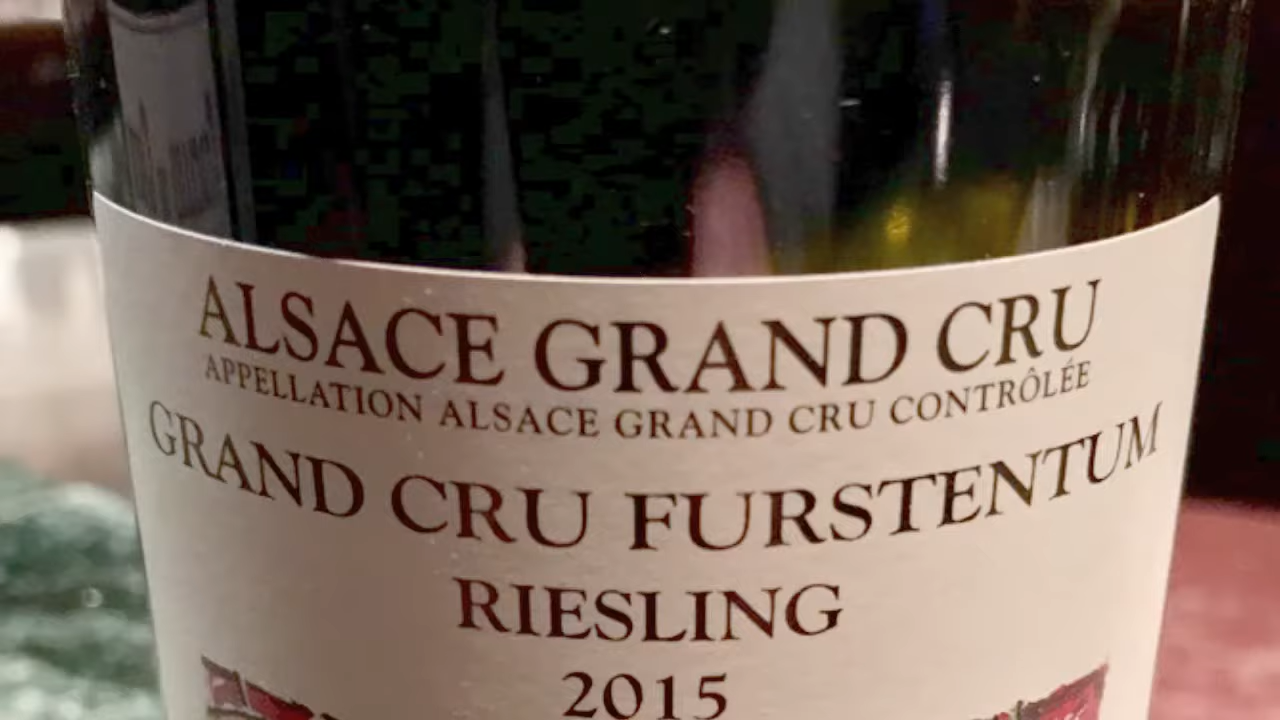 ALSACE GRAND CRU
APPELLATION ALSACE GRAND CRU CONTRÔLÉE
GRAND CRU FURSTENTUM
RIESLING
2015